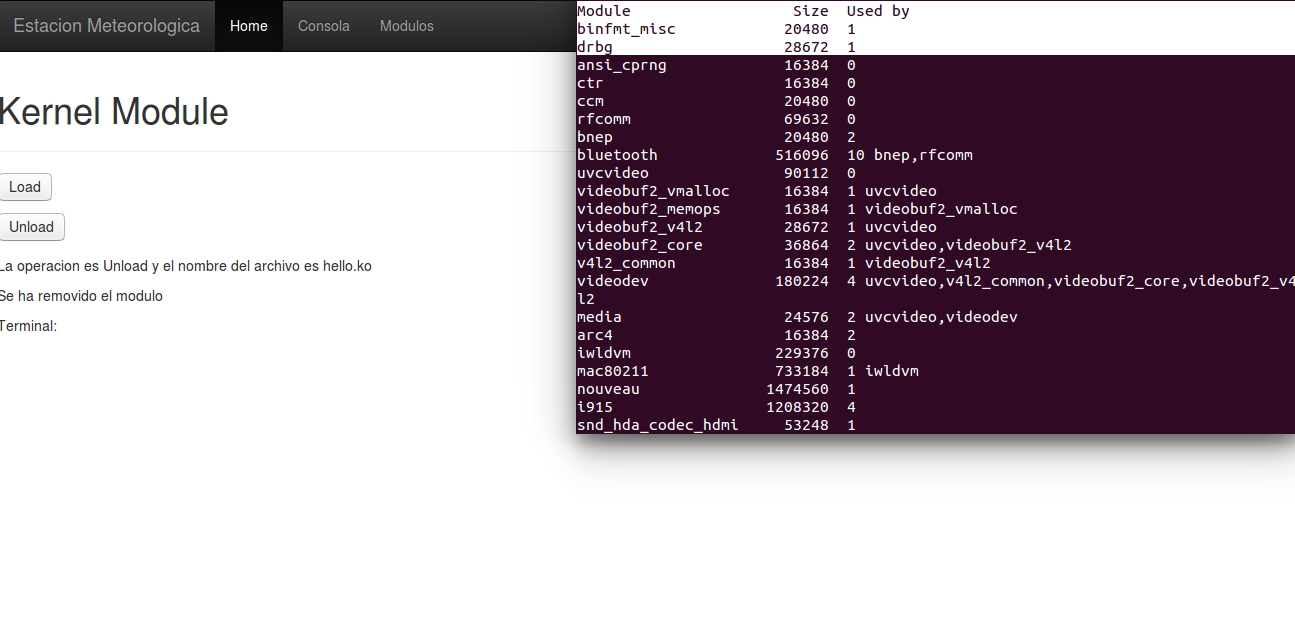 Estacion Meteorologica Home Consola Modulos
Kernel Module
Load
Unload
La operacion es Unload y el nombre del archivo es hello.ko
Se ha removido el modulo
Terminal:
Module Size Used by
binfmt_misc 20480 1
drbg 28672 1
ansi_cprng 16384 0
ctr 16384 0
ccm 20480 0
rfcomm 69632 0
bnep 20480 2
bluetooth 516096 10 bnep,rfcomm
uvcvideo 90112 0
videobuf2_vmalloc 16384 1 uvcvideo
videobuf2_memops 16384 1 videobuf2_vmalloc
videobuf2_v4l2 28672 1 uvcvideo
videobuf2_core 36864 2 uvcvideo,videobuf2_v4l2
v4l2_common 16384 1 videobuf2_v4l2
videodev 180224 4 uvcvideo,v4l2_common,videobuf2_core,videobuf2_v4
l2
media 24576 2 uvcvideo,videodev
arc4 16384 2
iwldvm 229376 0
mac80211 733184 1 iwldvm
nouveau 1474560 1
i915 1208320 4
snd_hda_codec_hdmi 53248 1